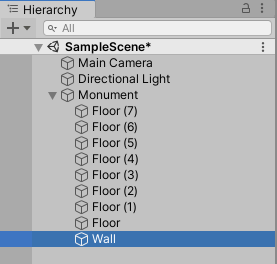 Hierarchy
All
SampleScene*
Main Camera
Directional Light
Monument
Floor (7)
Floor (6)
Floor (5)
Floor (4)
Floor (3)
Floor (2)
Floor (1)
Floor
Wall